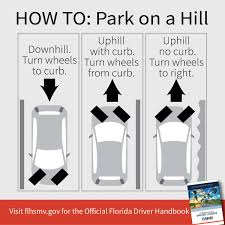 HOW TO: Park on a Hill
Downhill.
Turn wheels
to curb.
Uphill
with curb.
Turn wheels
from curb.
Uphill
no curb.
Turn wheels
to right.
Visit flhsmv.gov for the Official Florida Driver Handbook